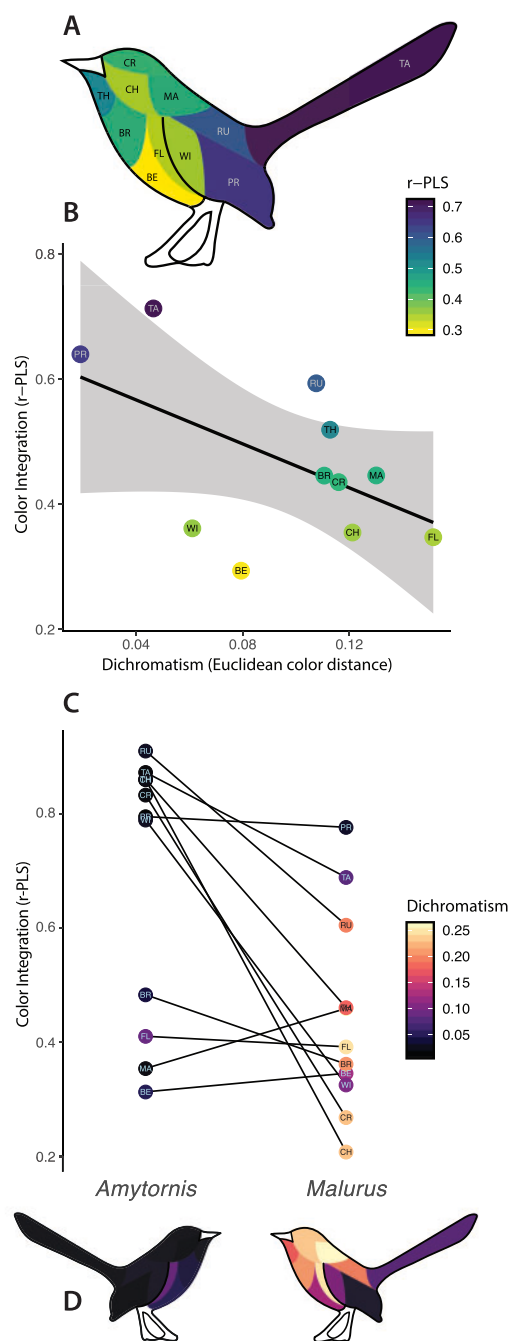 A
CR
TA
CH
TH
MA
BR
RU
FL
WI
BE
PR
r−PLS
0.7
0.6
0.5
0.4
0.3
B
0.8
0.6
0.4
0.2
Color Integration (r−PLS)
TA
PR
RU
TH
BR
CR
MA
WI
CH
FL
BE
0.04
0.08
0.12
Dichromatism (Euclidean color distance)
C
0.8
0.6
0.4
0.2
Color Integration (r-PLS)
RU
TA
CR
WI
BR
FL
MA
BE
PR
TA
RU
FL
BR
BE
WI
CR
CH
Dichromatism
0.25
0.20
0.15
0.10
0.05
Amytornis
Malurus
D